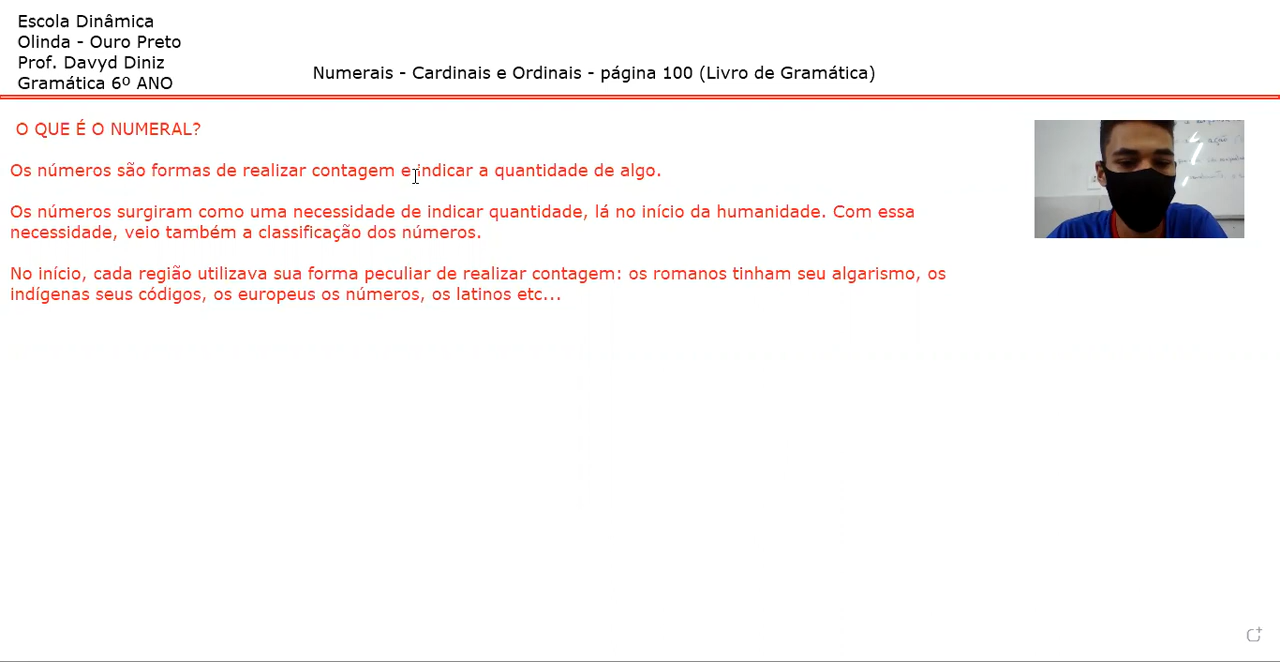 Escola Dinâmica
Olinda - Ouro Preto
Prof. Davyd Diniz
Gramática 6º ANO
Numerais - Cardinais e Ordinais - página 100 (Livro de Gramática)
O QUE É O NUMERAL?
Os números são formas de realizar contagem e indicar a quantidade de algo.
Os números surgiram como uma necessidade de indicar quantidade, lá no início da humanidade. Com essa
necessidade, veio também a classificação dos números.
No início, cada região utilizava sua forma peculiar de realizar contagem: os romanos tinham seu algarismo, os
indígenas seus códigos, os europeus os números, os latinos etc...